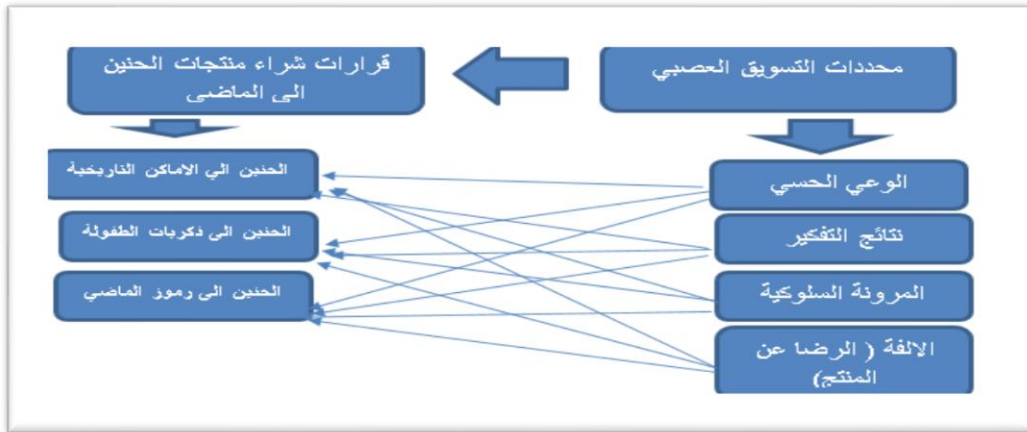 محددات التسويق العصبي
قرارات شراء منتجات الحنين
الى الماضى
الوعي الحسي
نتائج التفكير
المرونة السلوكية
الالفة ( الرضا عن
المنتج)
الحنين الي الاماكن التاريخية
الحنين الى ذكريات الطفولة
الحنين الى رموز الماضي